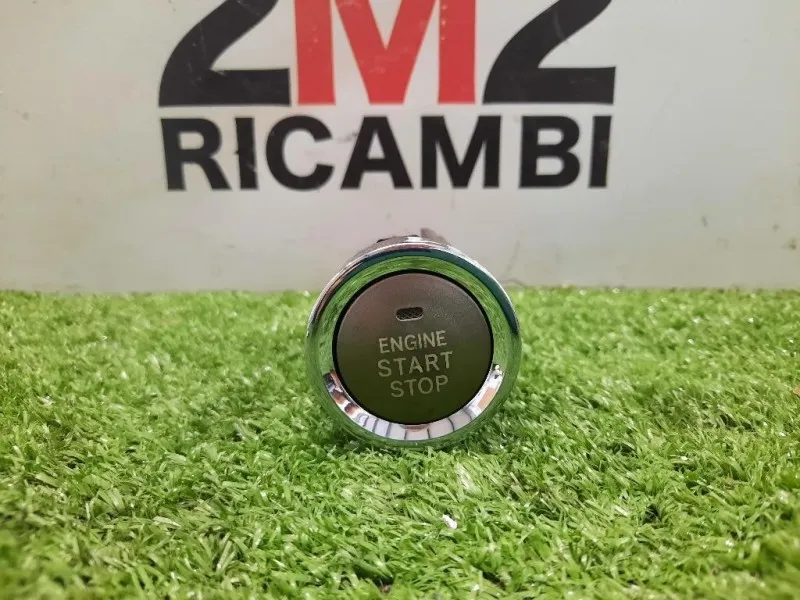 2M2
RICAMBI
ENGINE
START
STOP